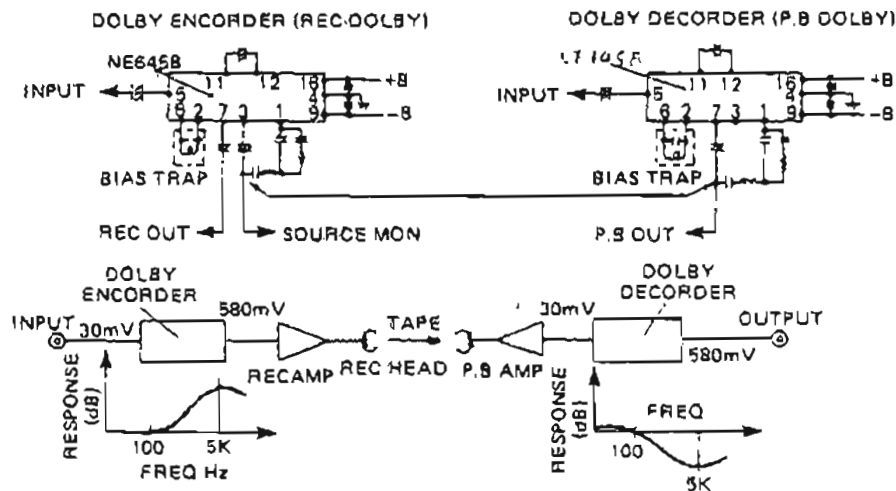 DOLBY ENCORDER (REC·DOLBY)
NE645B
11
12
16
+B
INPUT
5
4
6 2 7 3 1 9
-B
BIAS TRAP
REC OUT
SOURCE MON
DOLBY DECORDER (P.B DOLBY)
11 12
16
+B
INPUT
5
4
6 2 7 3 1 9
-B
BIAS TRAP
P.B OUT
DOLBY
ENCORDER
INPUT
30mV
580mV
RECAMP
REC HEAD
TAPE
P.B AMP
30mV
DOLBY
DECORDER
580mV
OUTPUT
RESPONSE
(dB)
100
5K
FREQ Hz
RESPONSE
(dB)
FREQ
100
5K